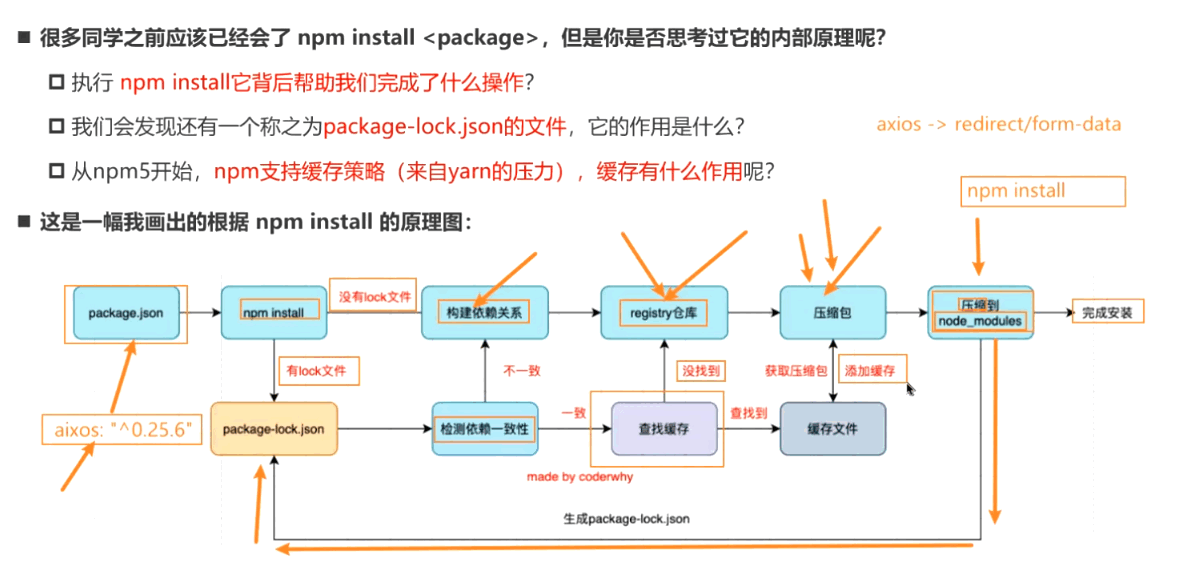 ■ 很多同学之前应该已经会了 npm install <package>，但是你是否思考过它的内部原理呢？
执行 npm install它背后帮助我们完成了什么操作？
我们会发现还有一个称之为package-lock.json的文件，它的作用是什么？
axios -> redirect/form-data
从npm5开始，npm支持缓存策略（来自yarn的压力），缓存有什么作用呢？
npm install
■ 这是一幅我画出的根据 npm install 的原理图：
没有lock文件
package.json
npm install
构建依赖关系
registry仓库
压缩包
压缩到
node_modules
完成安装
有lock文件
不一致
没找到
获取压缩包
添加缓存
aixos: "^0.25.6"
package-lock.json
检测依赖一致性
一致
查找缓存
查找到
缓存文件
made by coderwhy
生成package-lock.json